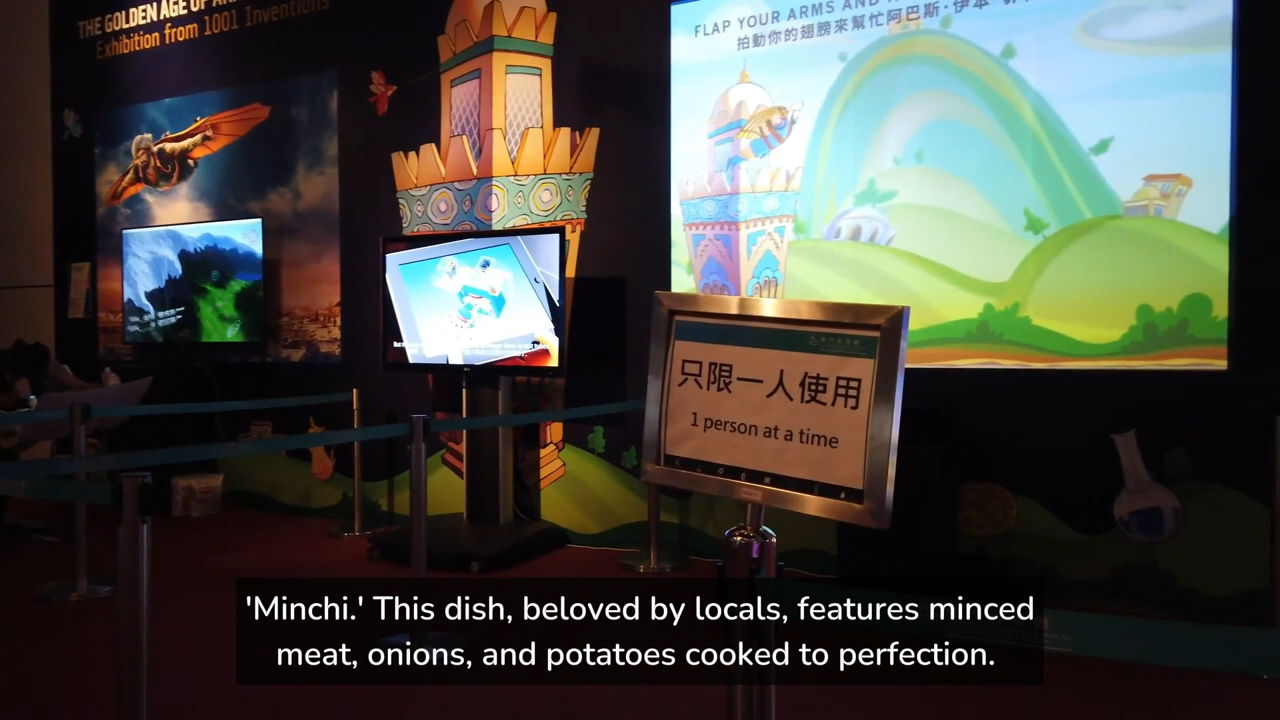 THE GOLDEN AGE OF
Exhibition from 1001 Inventions
FLAP YOUR ARMS AND
拍動你的翅膀來幫忙阿巴斯·伊本
只限一人使用
1 person at a time
'Minchi.' This dish, beloved by locals, features minced
meat, onions, and potatoes cooked to perfection.